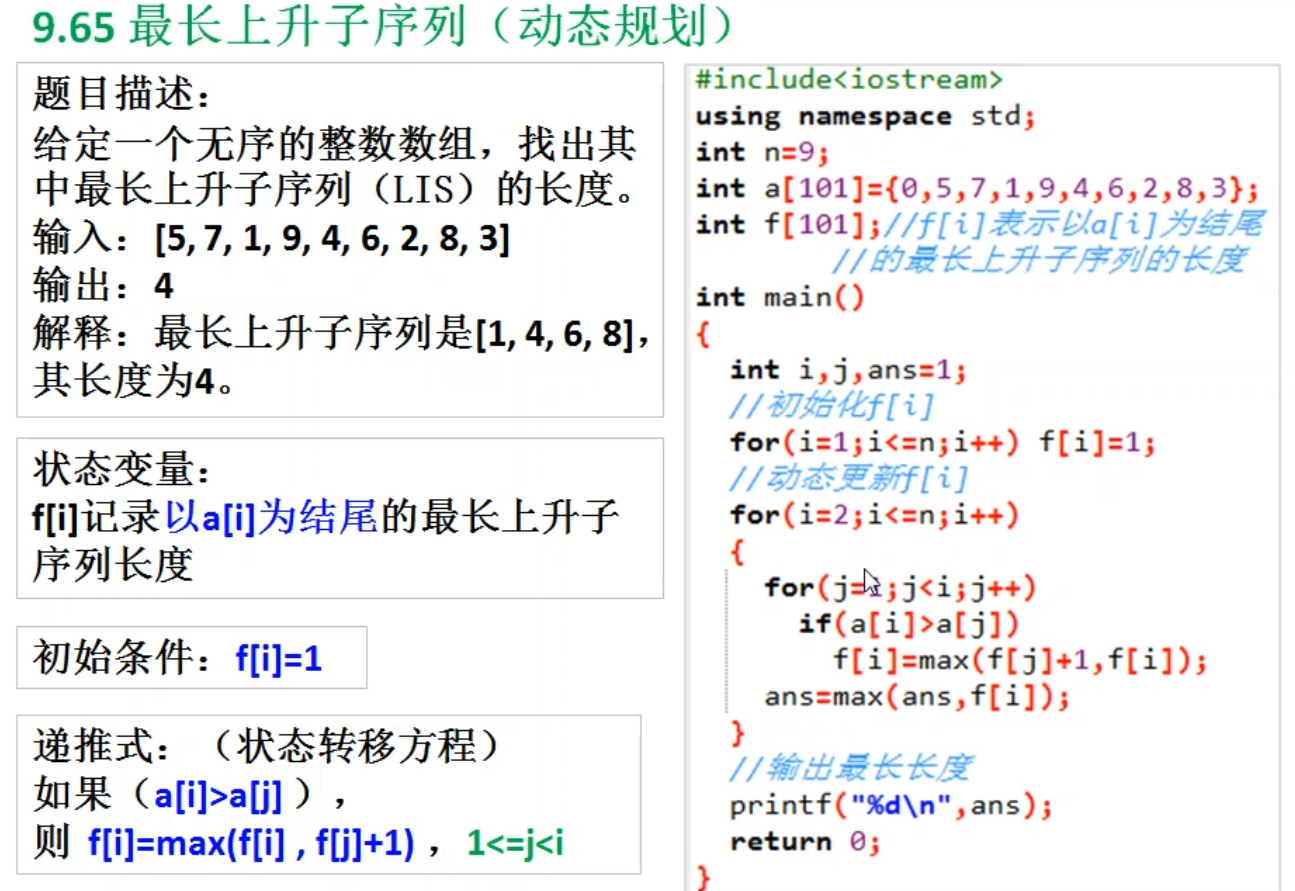 9.65 最长上升子序列（动态规划）
题目描述：
给定一个无序的整数数组，找出其
中最长上升子序列（LIS）的长度。
输入：[5, 7, 1, 9, 4, 6, 2, 8, 3]
输出：4
解释：最长上升子序列是[1, 4, 6, 8]，
其长度为4。
状态变量：
f[i]记录以a[i]为结尾的最长上升子
序列长度
初始条件：f[i]=1
递推式：（状态转移方程）
如果（a[i]>a[j]），
则 f[i]=max(f[i] , f[j]+1) ，1<=j<i
#include<iostream>
using namespace std;
int n=9;
int a[101]={0,5,7,1,9,4,6,2,8,3};
int f[101];//f[i]表示以a[i]为结尾
//的最长上升子序列的长度
int main()
{
int i,j,ans=1;
//初始化f[i]
for(i=1;i<=n;i++) f[i]=1;
//动态更新f[i]
for(i=2;i<=n;i++)
{
for(j=1;j<i;j++)
if(a[i]>a[j])
f[i]=max(f[j]+1,f[i]);
ans=max(ans,f[i]);
}
//输出最长长度
printf("%d\n",ans);
return 0;
}